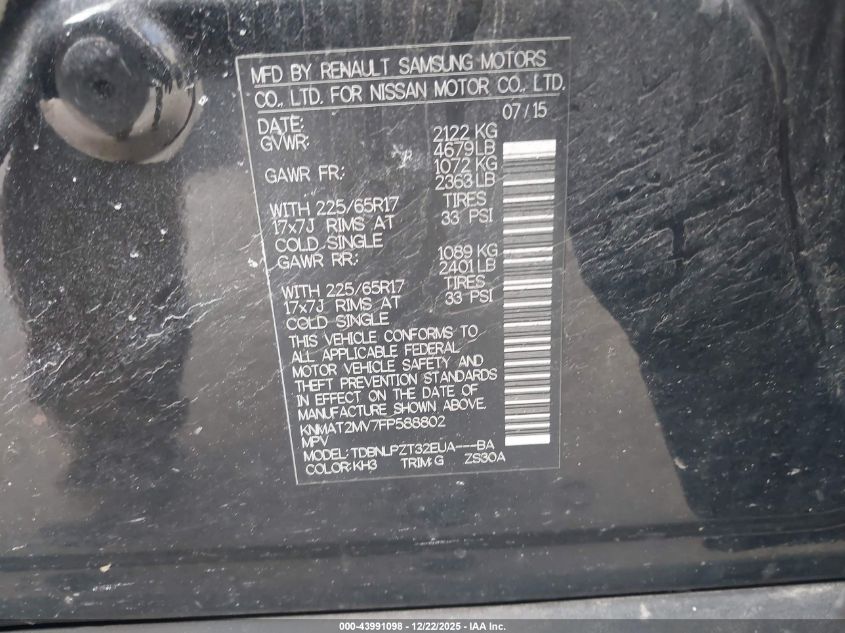 MFD BY RENAULT SAMSUNG MOTORS
CO., LTD. FOR NISSAN MOTOR CO., LTD.
DATE: 07/15
GVWR: 2122 KG
4679 LB
GAWR FR: 1072 KG
2363 LB
WITH 225/65R17 TIRES
17x7J RIMS AT 33 PSI
COLD SINGLE
GAWR RR: 1089 KG
2401 LB
WITH 225/65R17 TIRES
17x7J RIMS AT 33 PSI
COLD SINGLE
THIS VEHICLE CONFORMS TO
ALL APPLICABLE FEDERAL
MOTOR VEHICLE SAFETY AND
THEFT PREVENTION STANDARDS
IN EFFECT ON THE DATE OF
MANUFACTURE SHOWN ABOVE.
KNMAT2MV7FP588802
MPV
MODEL: TDBNLPZT32EUA---BA
COLOR: KH3 TRIM: G ZS30A
000-43991098 - 12/22/2025 - IAA Inc.